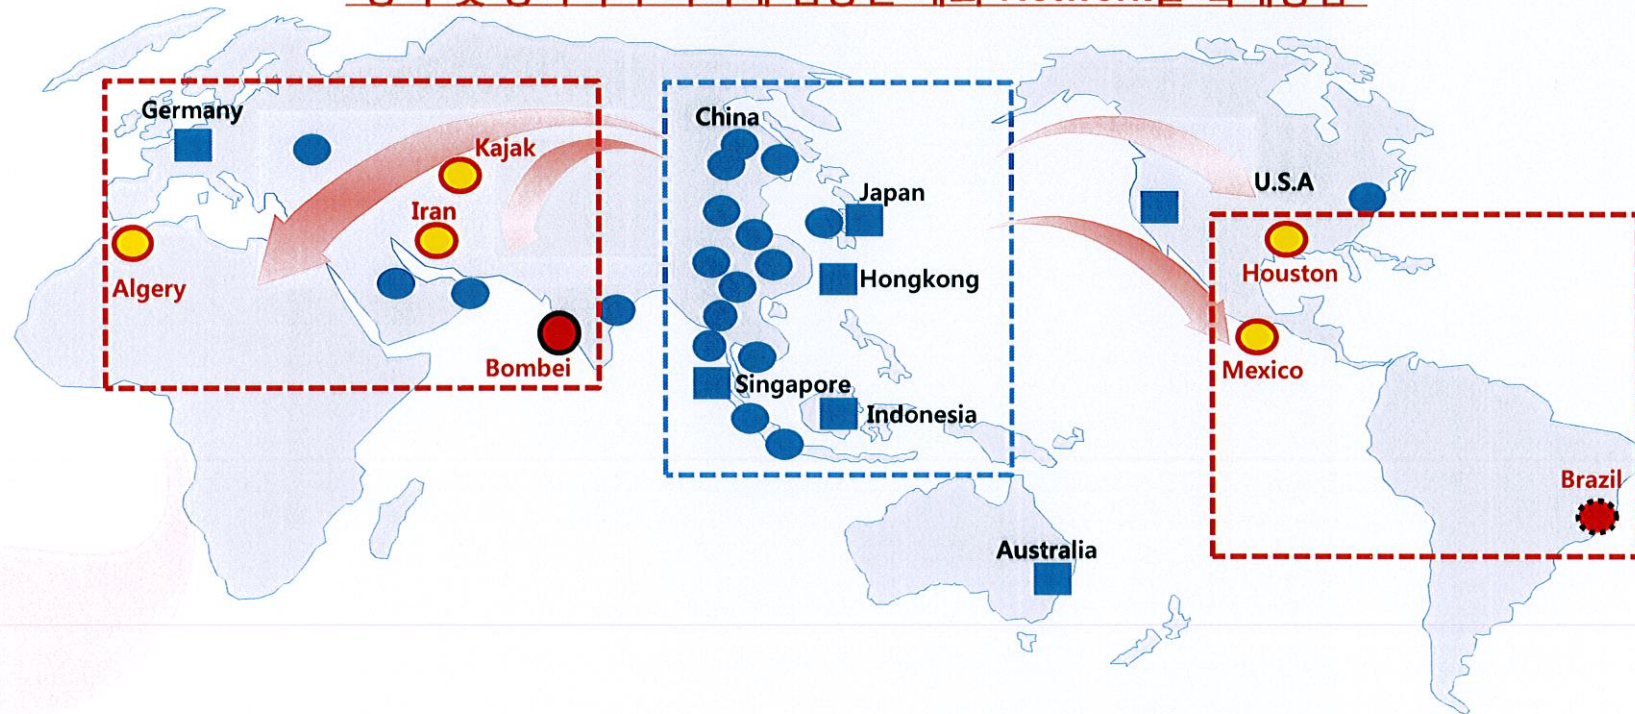 Germany
China
Kajak
Japan
U.S.A
Iran
Houston
Hongkong
Algery
Bombei
Mexico
Singapore
Indonesia
Brazil
Australia